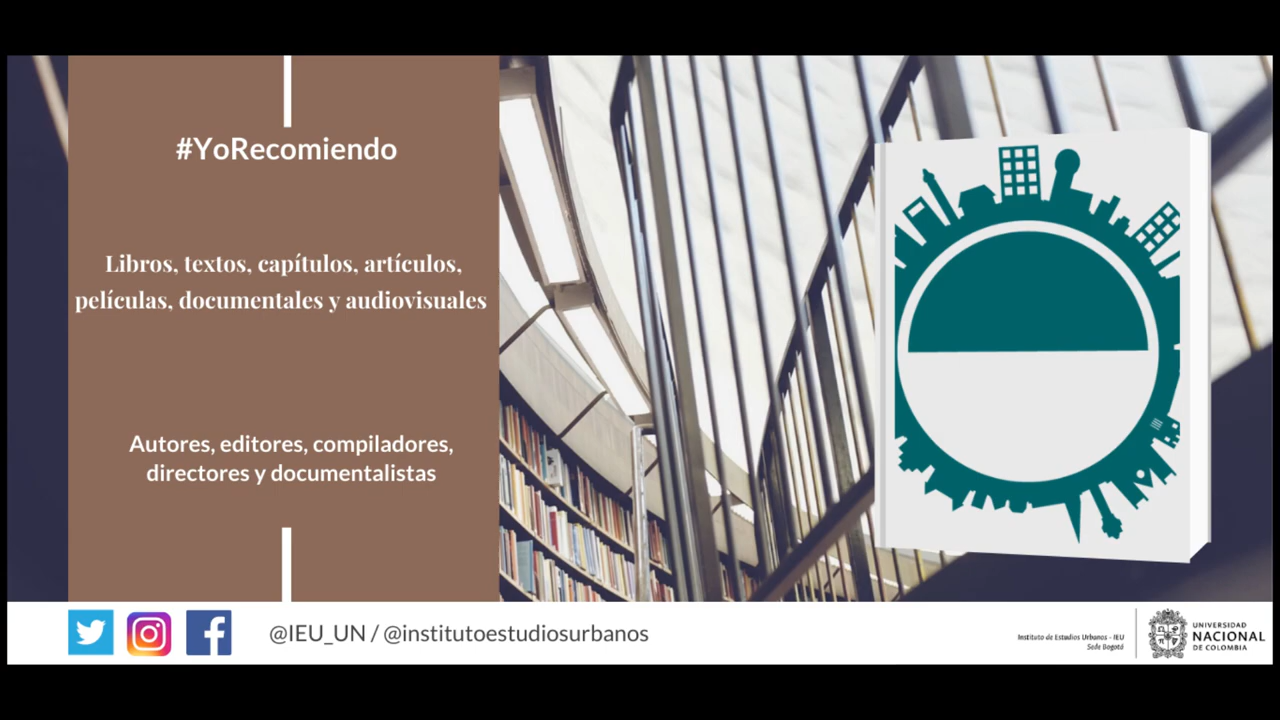 #YoRecomiendo
Libros, textos, capítulos, artículos,
películas, documentales y audiovisuales
Autores, editores, compiladores,
directores y documentalistas
@IEU_UN / @institutoestudiosurbanos
Instituto de Estudios Urbanos - IEU
Sede Bogotá
UNIVERSIDAD
NACIONAL
DE COLOMBIA